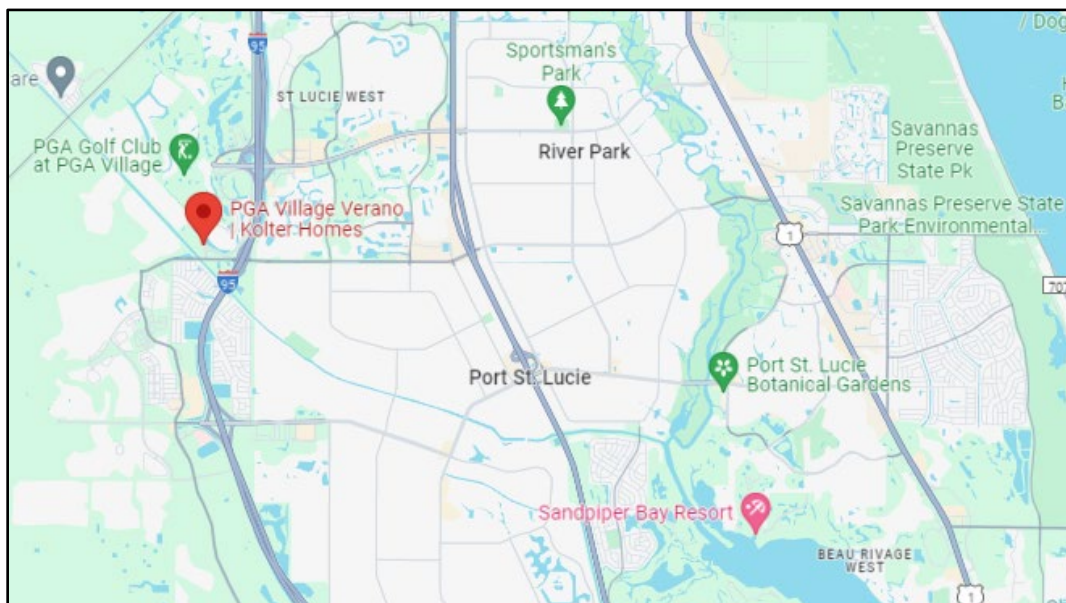 / Dog
95
Sportsman's
Park
are
ST LUCIE WEST
PGA Golf Club
at PGA Village
River Park
Savannas
Preserve
State Pk
PGA Village Verano
| Kolter Homes
Savannas Preserve State
Park Environmental...
1
95
707
Port St. Lucie
Port St. Lucie
Botanical Gardens
Sandpiper Bay Resort
BEAU RIVAGE
WEST
1